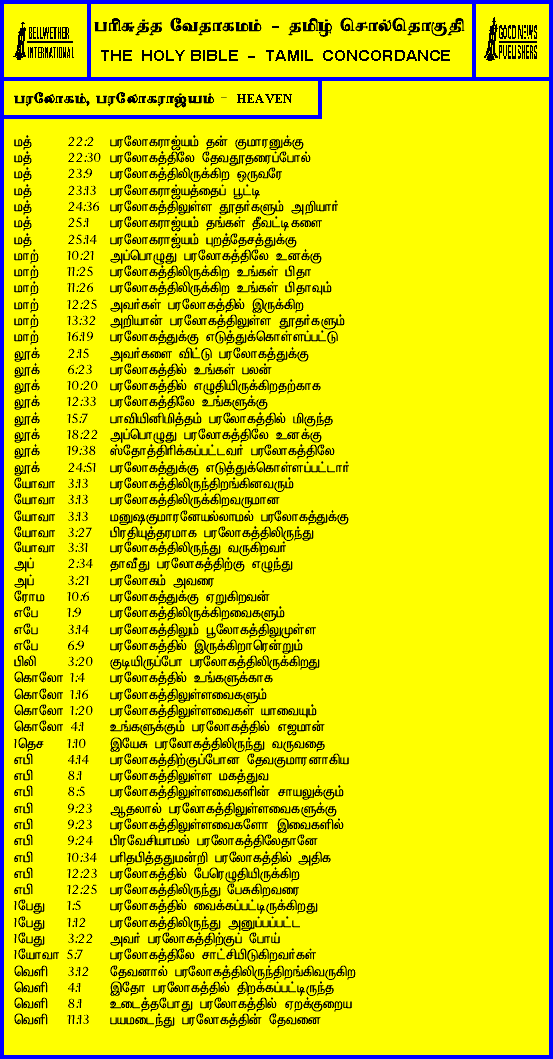 BELLWETHER INTERNATIONAL
பரிசுத்த வேதாகமம் - தமிழ் சொல்தொகுதி
THE HOLY BIBLE - TAMIL CONCORDANCE
GOOD NEWS PUBLISHERS
பரலோகம், பரலோகராஜ்யம் - HEAVEN
மத் 22:2 பரலோகராஜ்யம் தன் குமாரனுக்கு
மத் 22:30 பரலோகத்திலே தேவதூதரைப்போல்
மத் 23:9 பரலோகத்திலிருக்கிற ஒருவரே
மத் 23:13 பரலோகராஜ்யத்தைப் பூட்டி
மத் 24:36 பரலோகத்திலுள்ள தூதர்களும் அறியார்
மத் 25:1 பரலோகராஜ்யம் தங்கள் தீவட்டிகளை
மத் 25:14 பரலோகராஜ்யம் புறத்தேசத்துக்கு
மாற் 10:21 அப்பொழுது பரலோகத்திலே உனக்கு
மாற் 11:25 பரலோகத்திலிருக்கிற உங்கள் பிதா
மாற் 11:26 பரலோகத்திலிருக்கிற உங்கள் பிதாவும்
மாற் 12:25 அவர்கள் பரலோகத்தில் இருக்கிற
மாற் 13:32 அறியான் பரலோகத்திலுள்ள தூதர்களும்
மாற் 16:19 பரலோகத்துக்கு எடுத்துக்கொள்ளப்பட்டு
லூக் 2:15 அவர்களை விட்டு பரலோகத்துக்கு
லூக் 6:23 பரலோகத்தில் உங்கள் பலன்
லூக் 10:20 பரலோகத்தில் எழுதியிருக்கிறதற்காக
லூக் 12:33 பரலோகத்திலே உங்களுக்கு
லூக் 15:7 பாவியினிமித்தம் பரலோகத்தில் மிகுந்த
லூக் 18:22 அப்பொழுது பரலோகத்திலே உனக்கு
லூக் 19:38 ஸ்தோத்திரிக்கப்பட்டவர் பரலோகத்திலே
லூக் 24:51 பரலோகத்துக்கு எடுத்துக்கொள்ளப்பட்டார்
யோவா 3:13 பரலோகத்திலிருந்திறங்கினவரும்
யோவா 3:13 பரலோகத்திலிருக்கிறவருமான
யோவா 3:13 மனுஷகுமாரனேயல்லாமல் பரலோகத்துக்கு
யோவா 3:27 பிரதியுத்தரமாக பரலோகத்திலிருந்து
யோவா 3:31 பரலோகத்திலிருந்து வருகிறவர்
அப் 2:34 தாவீது பரலோகத்திற்கு எழுந்து
அப் 3:21 பரலோகம் அவரை
ரோம 10:6 பரலோகத்துக்கு ஏறுகிறவன்
எபே 1:9 பரலோகத்திலிருக்கிறவைகளும்
எபே 3:14 பரலோகத்திலும் பூலோகத்திலுமுள்ள
எபே 6:9 பரலோகத்தில் இருக்கிறாரென்றும்
பிலி 3:20 குடியிருப்போ பரலோகத்திலிருக்கிறது
கொலோ 1:4 பரலோகத்தில் உங்களுக்காக
கொலோ 1:16 பரலோகத்திலுள்ளவைகளும்
கொலோ 1:20 பரலோகத்திலுள்ளவைகள் யாவையும்
கொலோ 4:1 உங்களுக்கும் பரலோகத்தில் எஜமான்
1தெச 1:10 இயேசு பரலோகத்திலிருந்து வருவதை
எபி 4:14 பரலோகத்திற்குப்போன தேவகுமாரனாகிய
எபி 8:1 பரலோகத்திலுள்ள மகத்துவ
எபி 8:5 பரலோகத்திலுள்ளவைகளின் சாயலுக்கும்
எபி 9:23 ஆதலால் பரலோகத்திலுள்ளவைகளுக்கு
எபி 9:23 பரலோகத்திலுள்ளவைகளோ இவைகளில்
எபி 9:24 பிரவேசியாமல் பரலோகத்திலேதானே
எபி 10:34 பரிதபித்ததுமன்றி பரலோகத்தில் அதிக
எபி 12:23 பரலோகத்தில் பேரெழுதியிருக்கிற
எபி 12:25 பரலோகத்திலிருந்து பேசுகிறவரை
1பேது 1:5 பரலோகத்தில் வைக்கப்பட்டிருக்கிறது
1பேது 1:12 பரலோகத்திலிருந்து அனுப்பப்பட்ட
1பேது 3:22 அவர் பரலோகத்திற்குப் போய்
1யோவா 5:7 பரலோகத்திலே சாட்சியிடுகிறவர்கள்
வெளி 3:12 தேவனால் பரலோகத்திலிருந்திறங்கிவருகிற
வெளி 4:1 இதோ பரலோகத்தில் திறக்கப்பட்டிருந்த
வெளி 8:1 உடைத்தபோது பரலோகத்தில் ஏறக்குறைய
வெளி 11:13 பயமடைந்து பரலோகத்தின் தேவனை